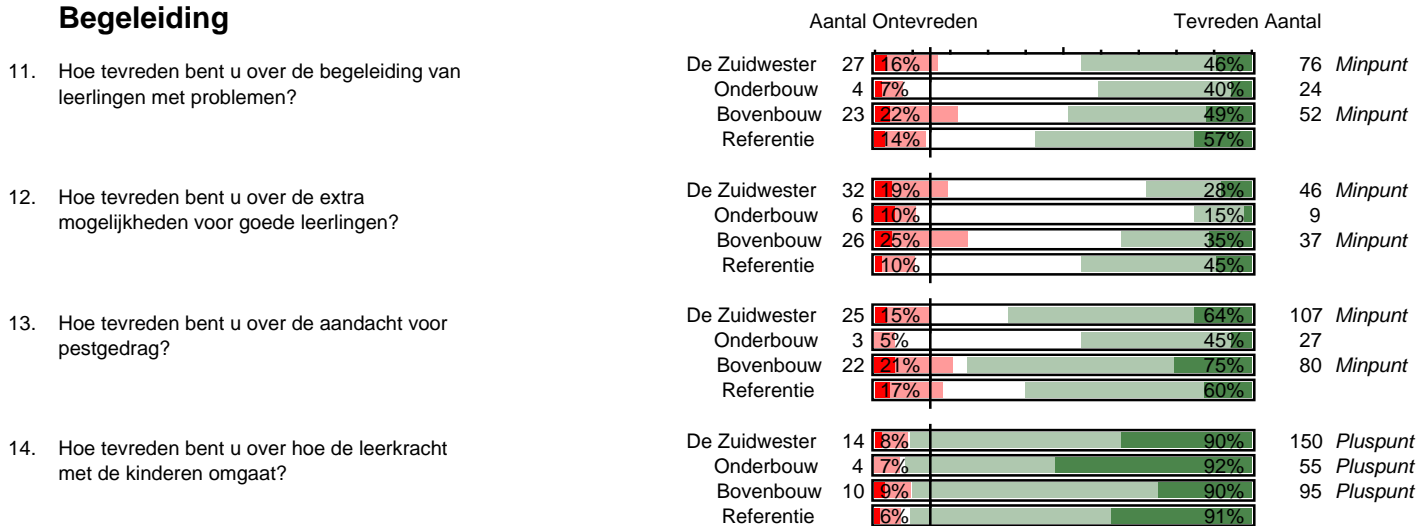 Begeleiding
Aantal Ontevreden Tevreden Aantal
11. Hoe tevreden bent u over de begeleiding van
leerlingen met problemen?
De Zuidwester 27 16% 46% 76 Minpunt
Onderbouw 4 7% 40% 24
Bovenbouw 23 22% 49% 52 Minpunt
Referentie 14% 57%
12. Hoe tevreden bent u over de extra
mogelijkheden voor goede leerlingen?
De Zuidwester 32 19% 28% 46 Minpunt
Onderbouw 6 10% 15% 9
Bovenbouw 26 25% 35% 37 Minpunt
Referentie 10% 45%
13. Hoe tevreden bent u over de aandacht voor
pestgedrag?
De Zuidwester 25 15% 64% 107 Minpunt
Onderbouw 3 5% 45% 27
Bovenbouw 22 21% 75% 80 Minpunt
Referentie 17% 60%
14. Hoe tevreden bent u over hoe de leerkracht
met de kinderen omgaat?
De Zuidwester 14 8% 90% 150 Pluspunt
Onderbouw 4 7% 92% 55 Pluspunt
Bovenbouw 10 9% 90% 95 Pluspunt
Referentie 6% 91%